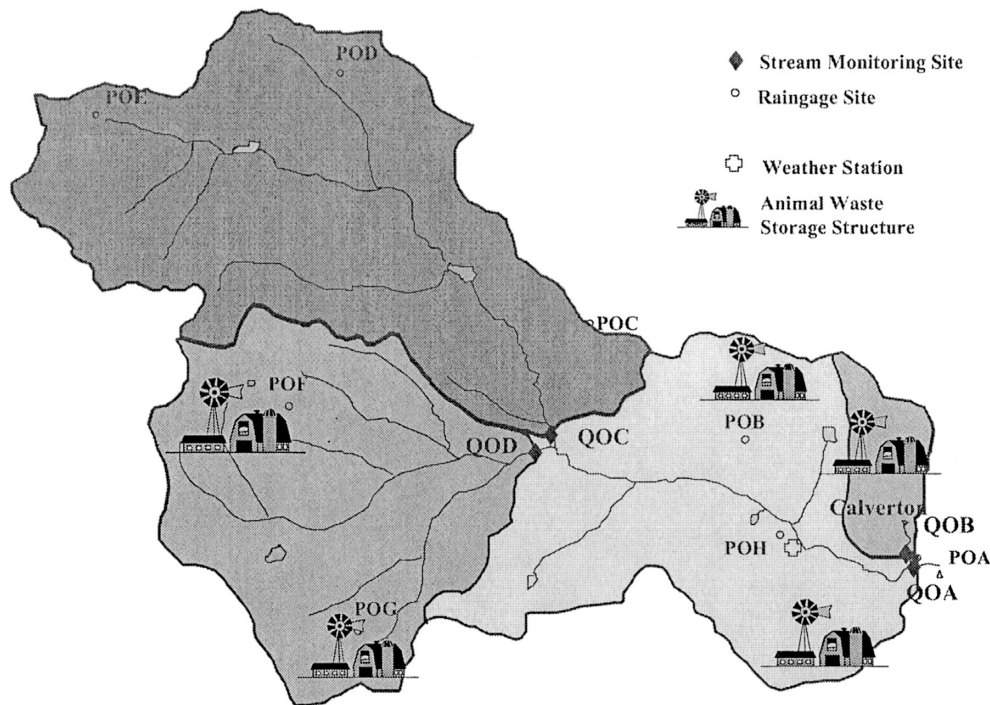 POD
POE
Stream Monitoring Site
Raingage Site
Weather Station
Animal Waste
Storage Structure
POC
POF
POB
QOD
QOC
Calverton
QOB
POH
POA
QOA
POG